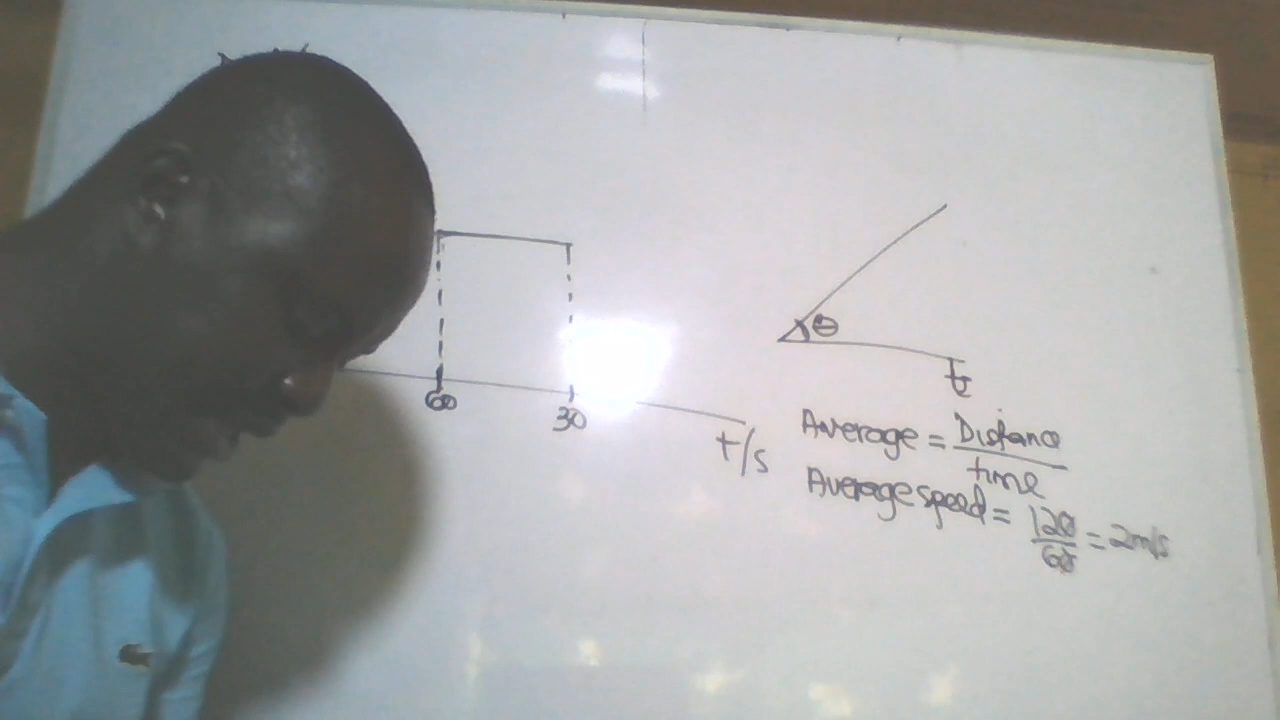 60
30
t/s
θ
t
Average = Distance
time
Average speed = 120
60
= 2m/s